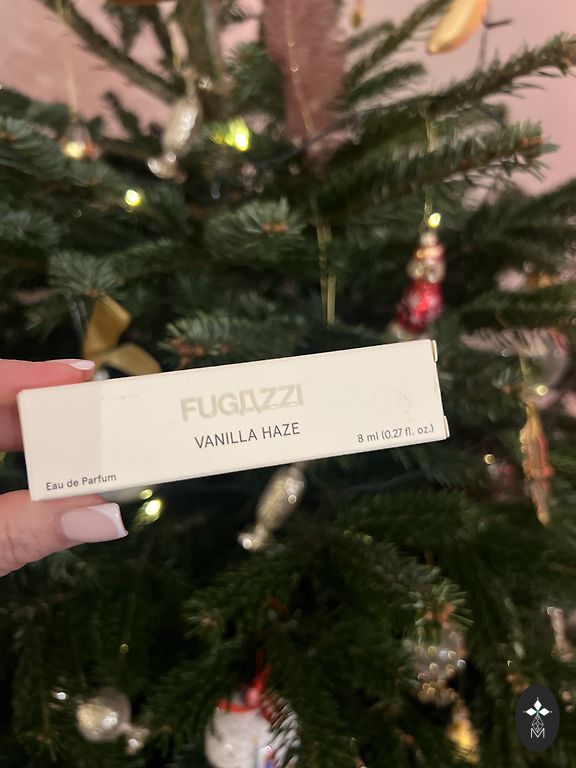 FUGAZZI
VANILLA HAZE
8 ml (0.27 fl. oz.)
Eau de Parfum
M